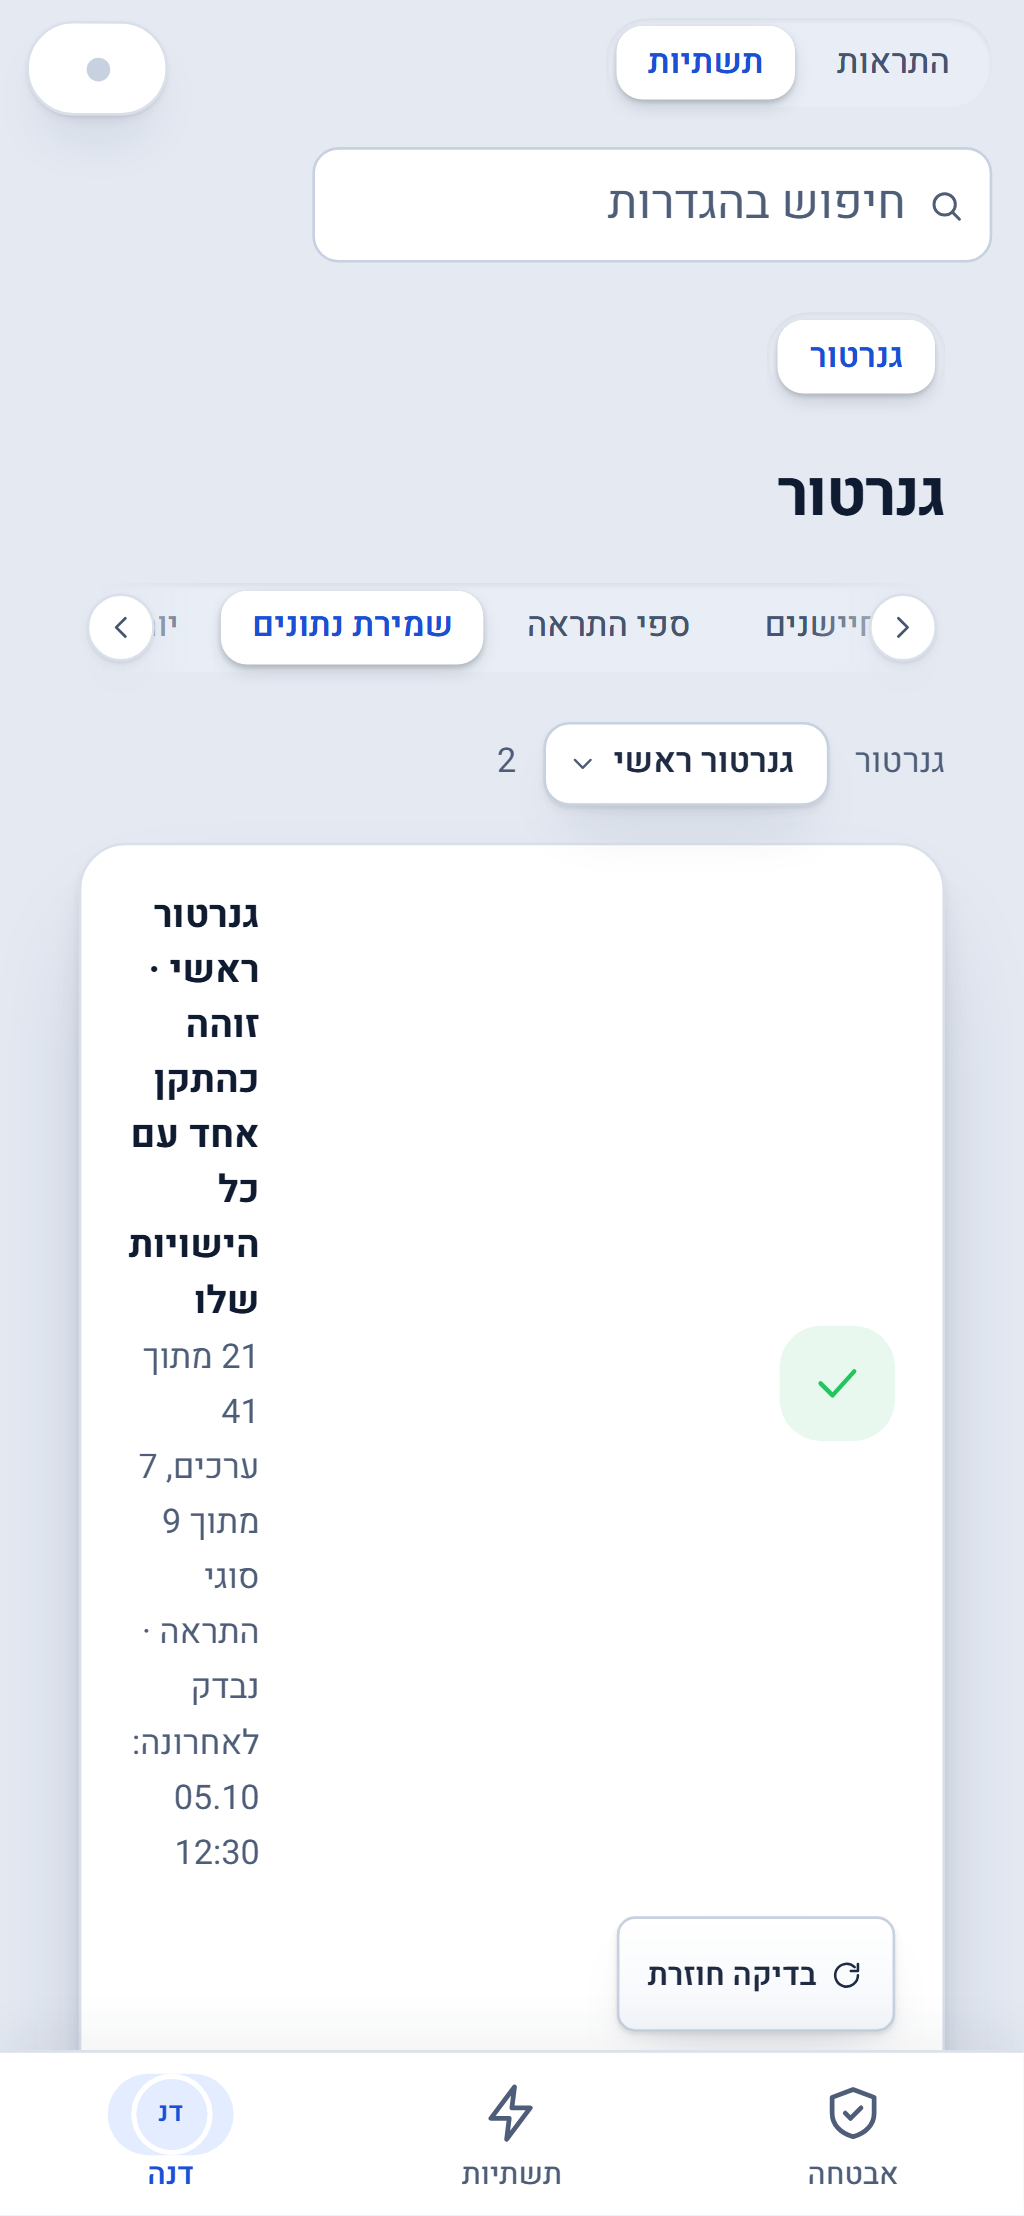 התראות
תשתיות
חיפוש בהגדרות
גנרטור
גנרטור
חיישנים
ספי התראה
שמירת נתונים
גנרטור
גנרטור ראשי
2
גנרטור
ראשי ·
זוהה
כהתקן
אחד עם
כל
הישויות
שלו
21 מתוך
41
ערכים, 7
מתוך 9
סוגי
התראה ·
נבדק
לאחרונה:
05.10
12:30
בדיקה חוזרת
אבטחה
תשתיות
דנ
דנה